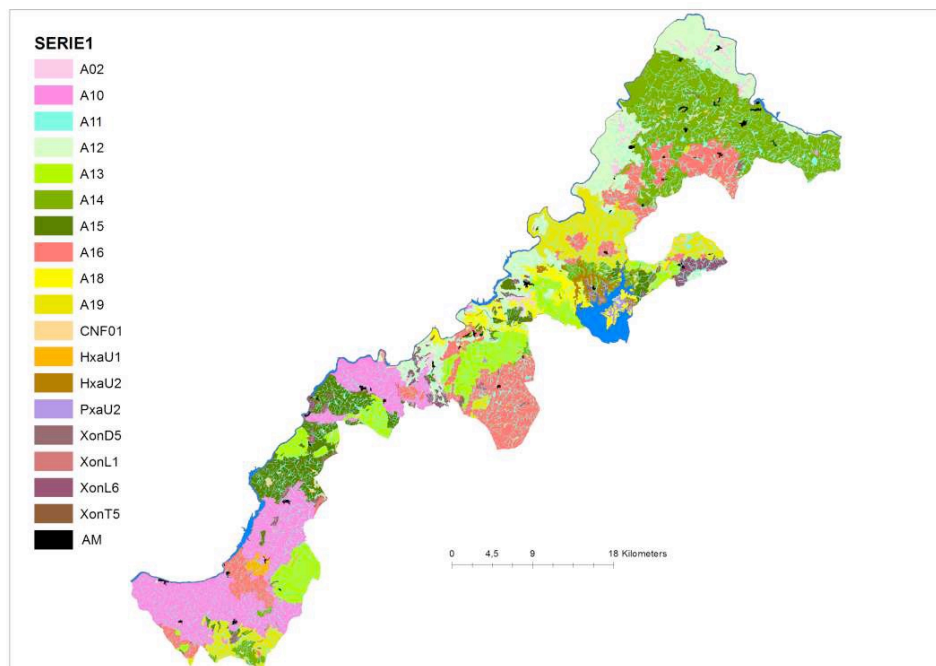 SERIE1
A02
A10
A11
A12
A13
A14
A15
A16
A18
A19
CNF01
HxaU1
HxaU2
PxaU2
XonD5
XonL1
XonL6
XonT5
AM
0 4,5 9 18 Kilometers